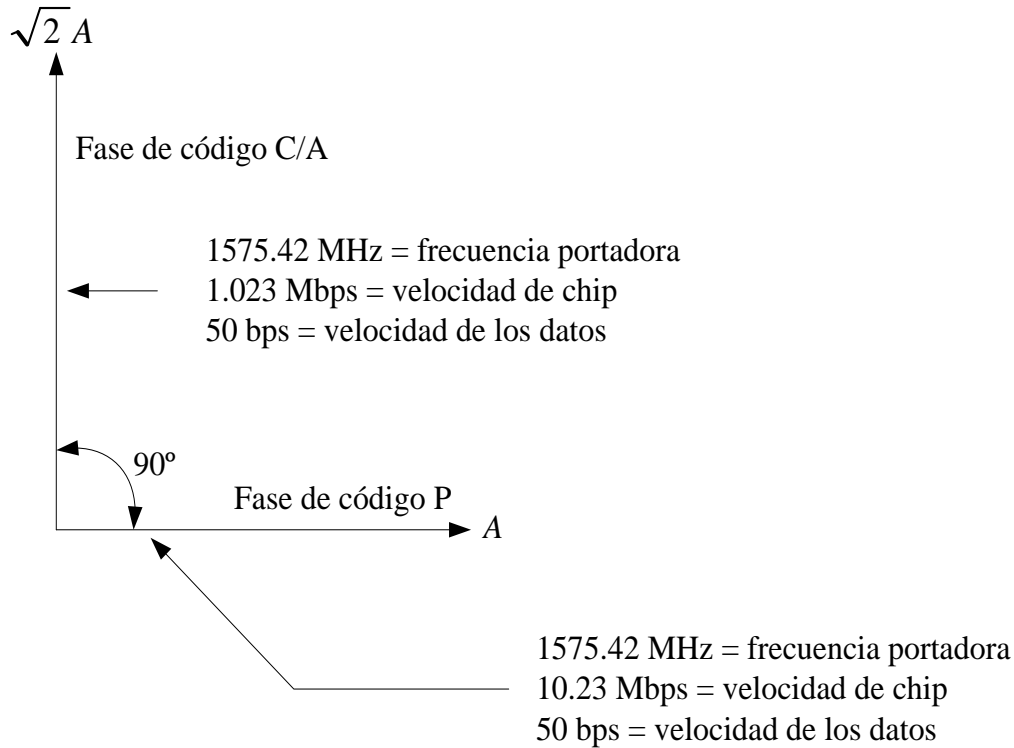 √2 A
Fase de código C/A
1575.42 MHz = frecuencia portadora
1.023 Mbps = velocidad de chip
50 bps = velocidad de los datos
90º
Fase de código P
A
1575.42 MHz = frecuencia portadora
10.23 Mbps = velocidad de chip
50 bps = velocidad de los datos